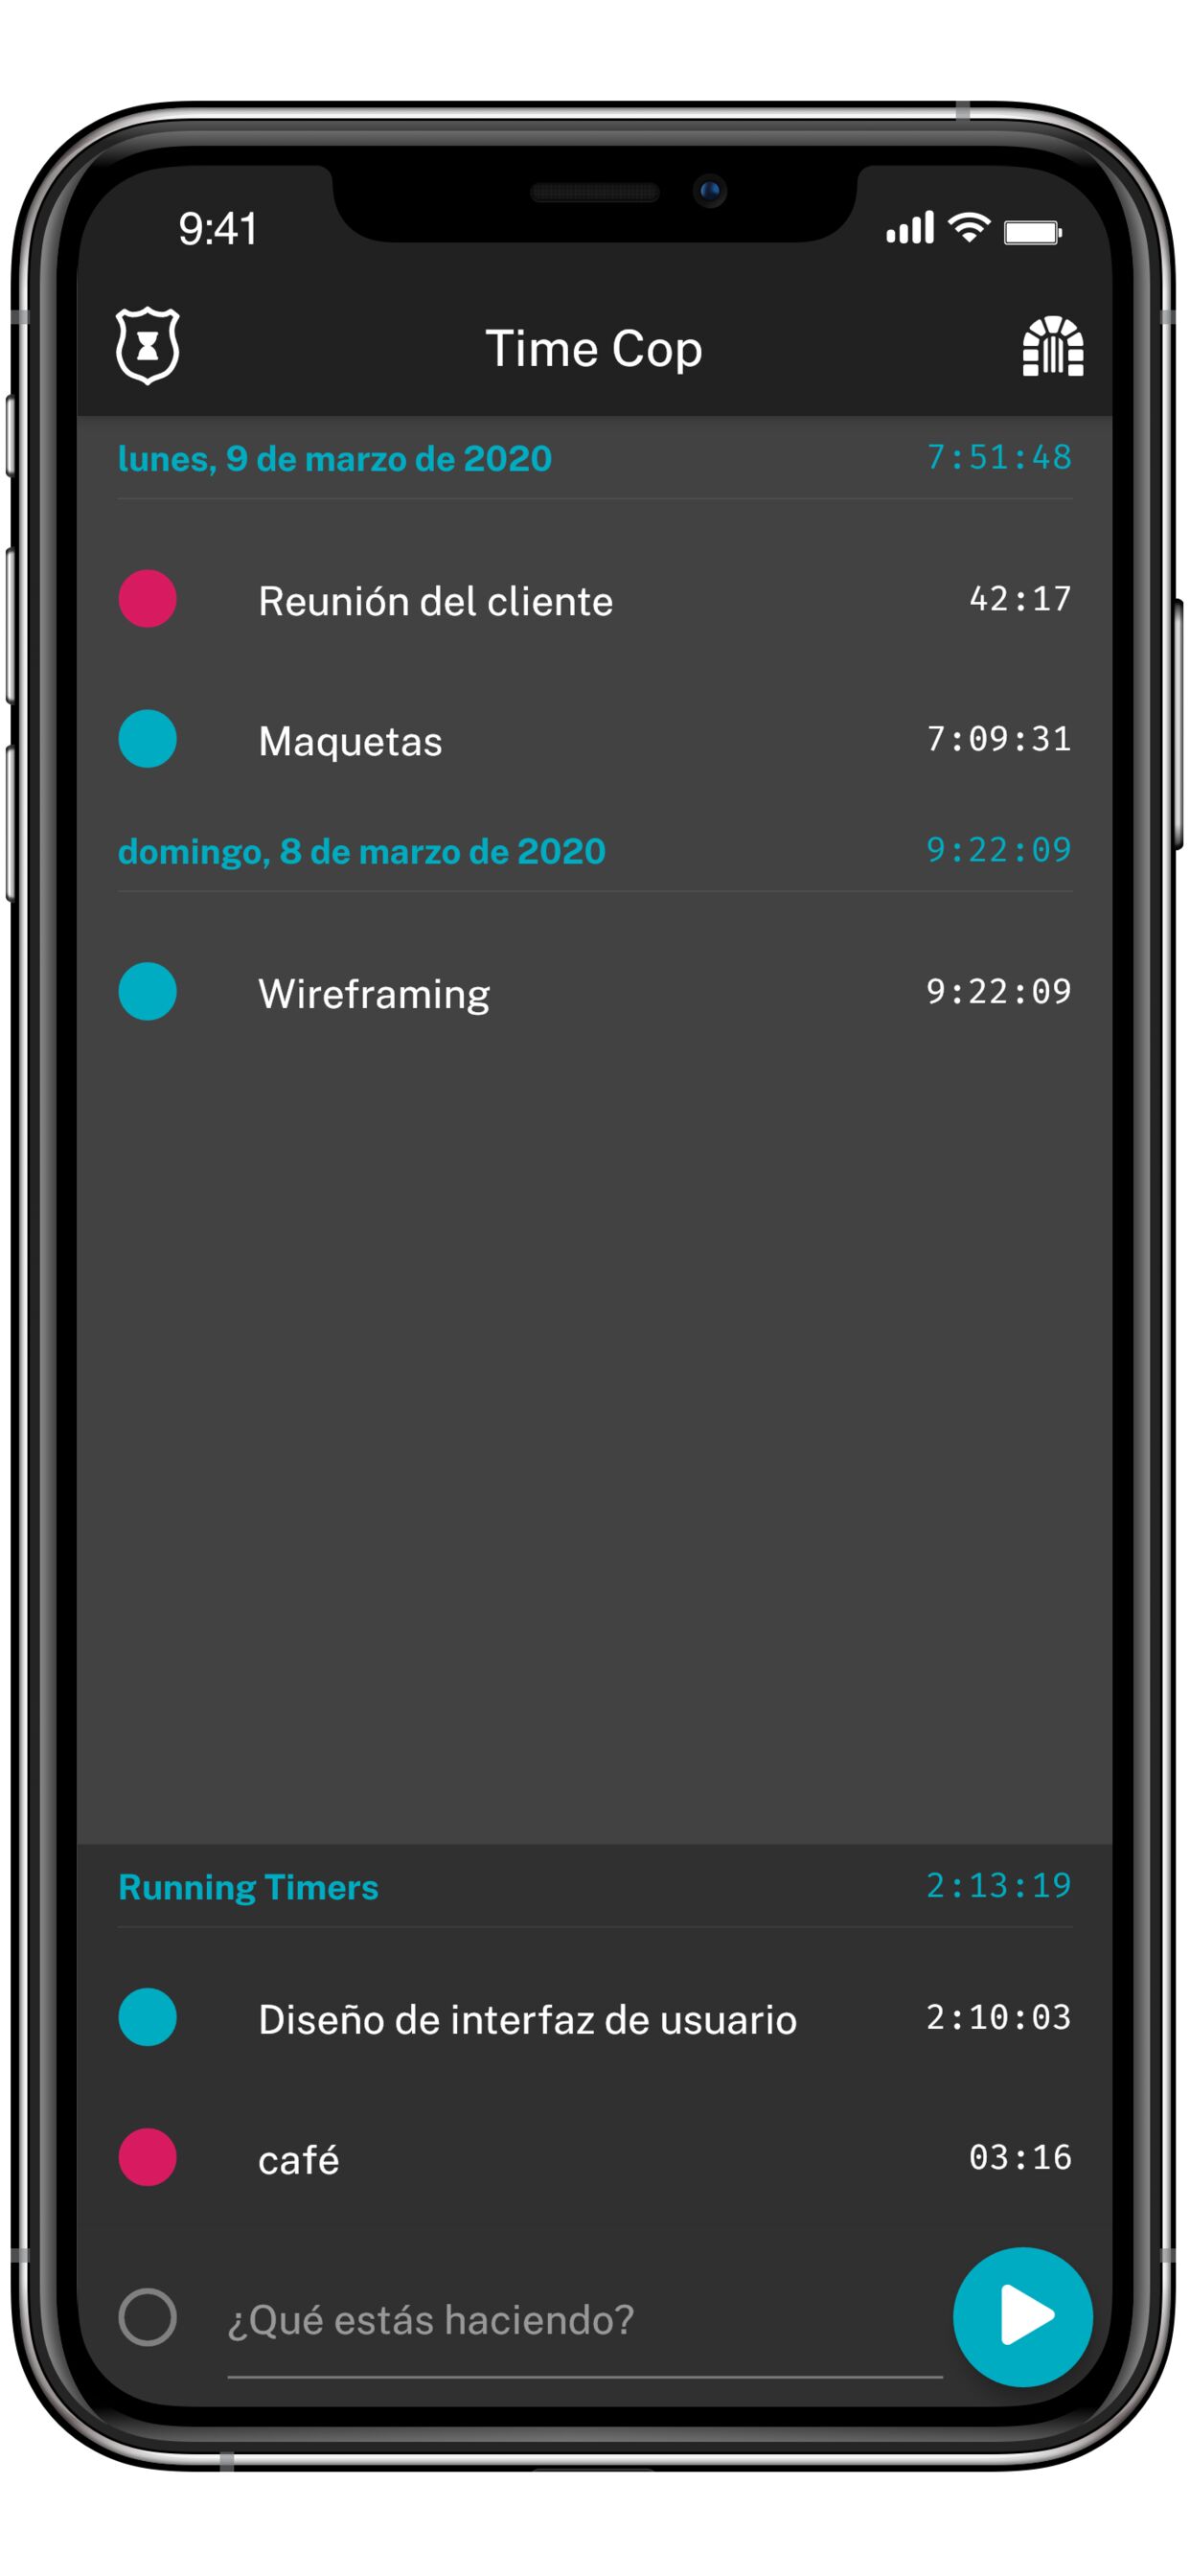 9:41
Time Cop
lunes, 9 de marzo de 2020 7:51:48
Reunión del cliente 42:17
Maquetas 7:09:31
domingo, 8 de marzo de 2020 9:22:09
Wireframing 9:22:09
Running Timers 2:13:19
Diseño de interfaz de usuario 2:10:03
café 03:16
¿Qué estás haciendo?